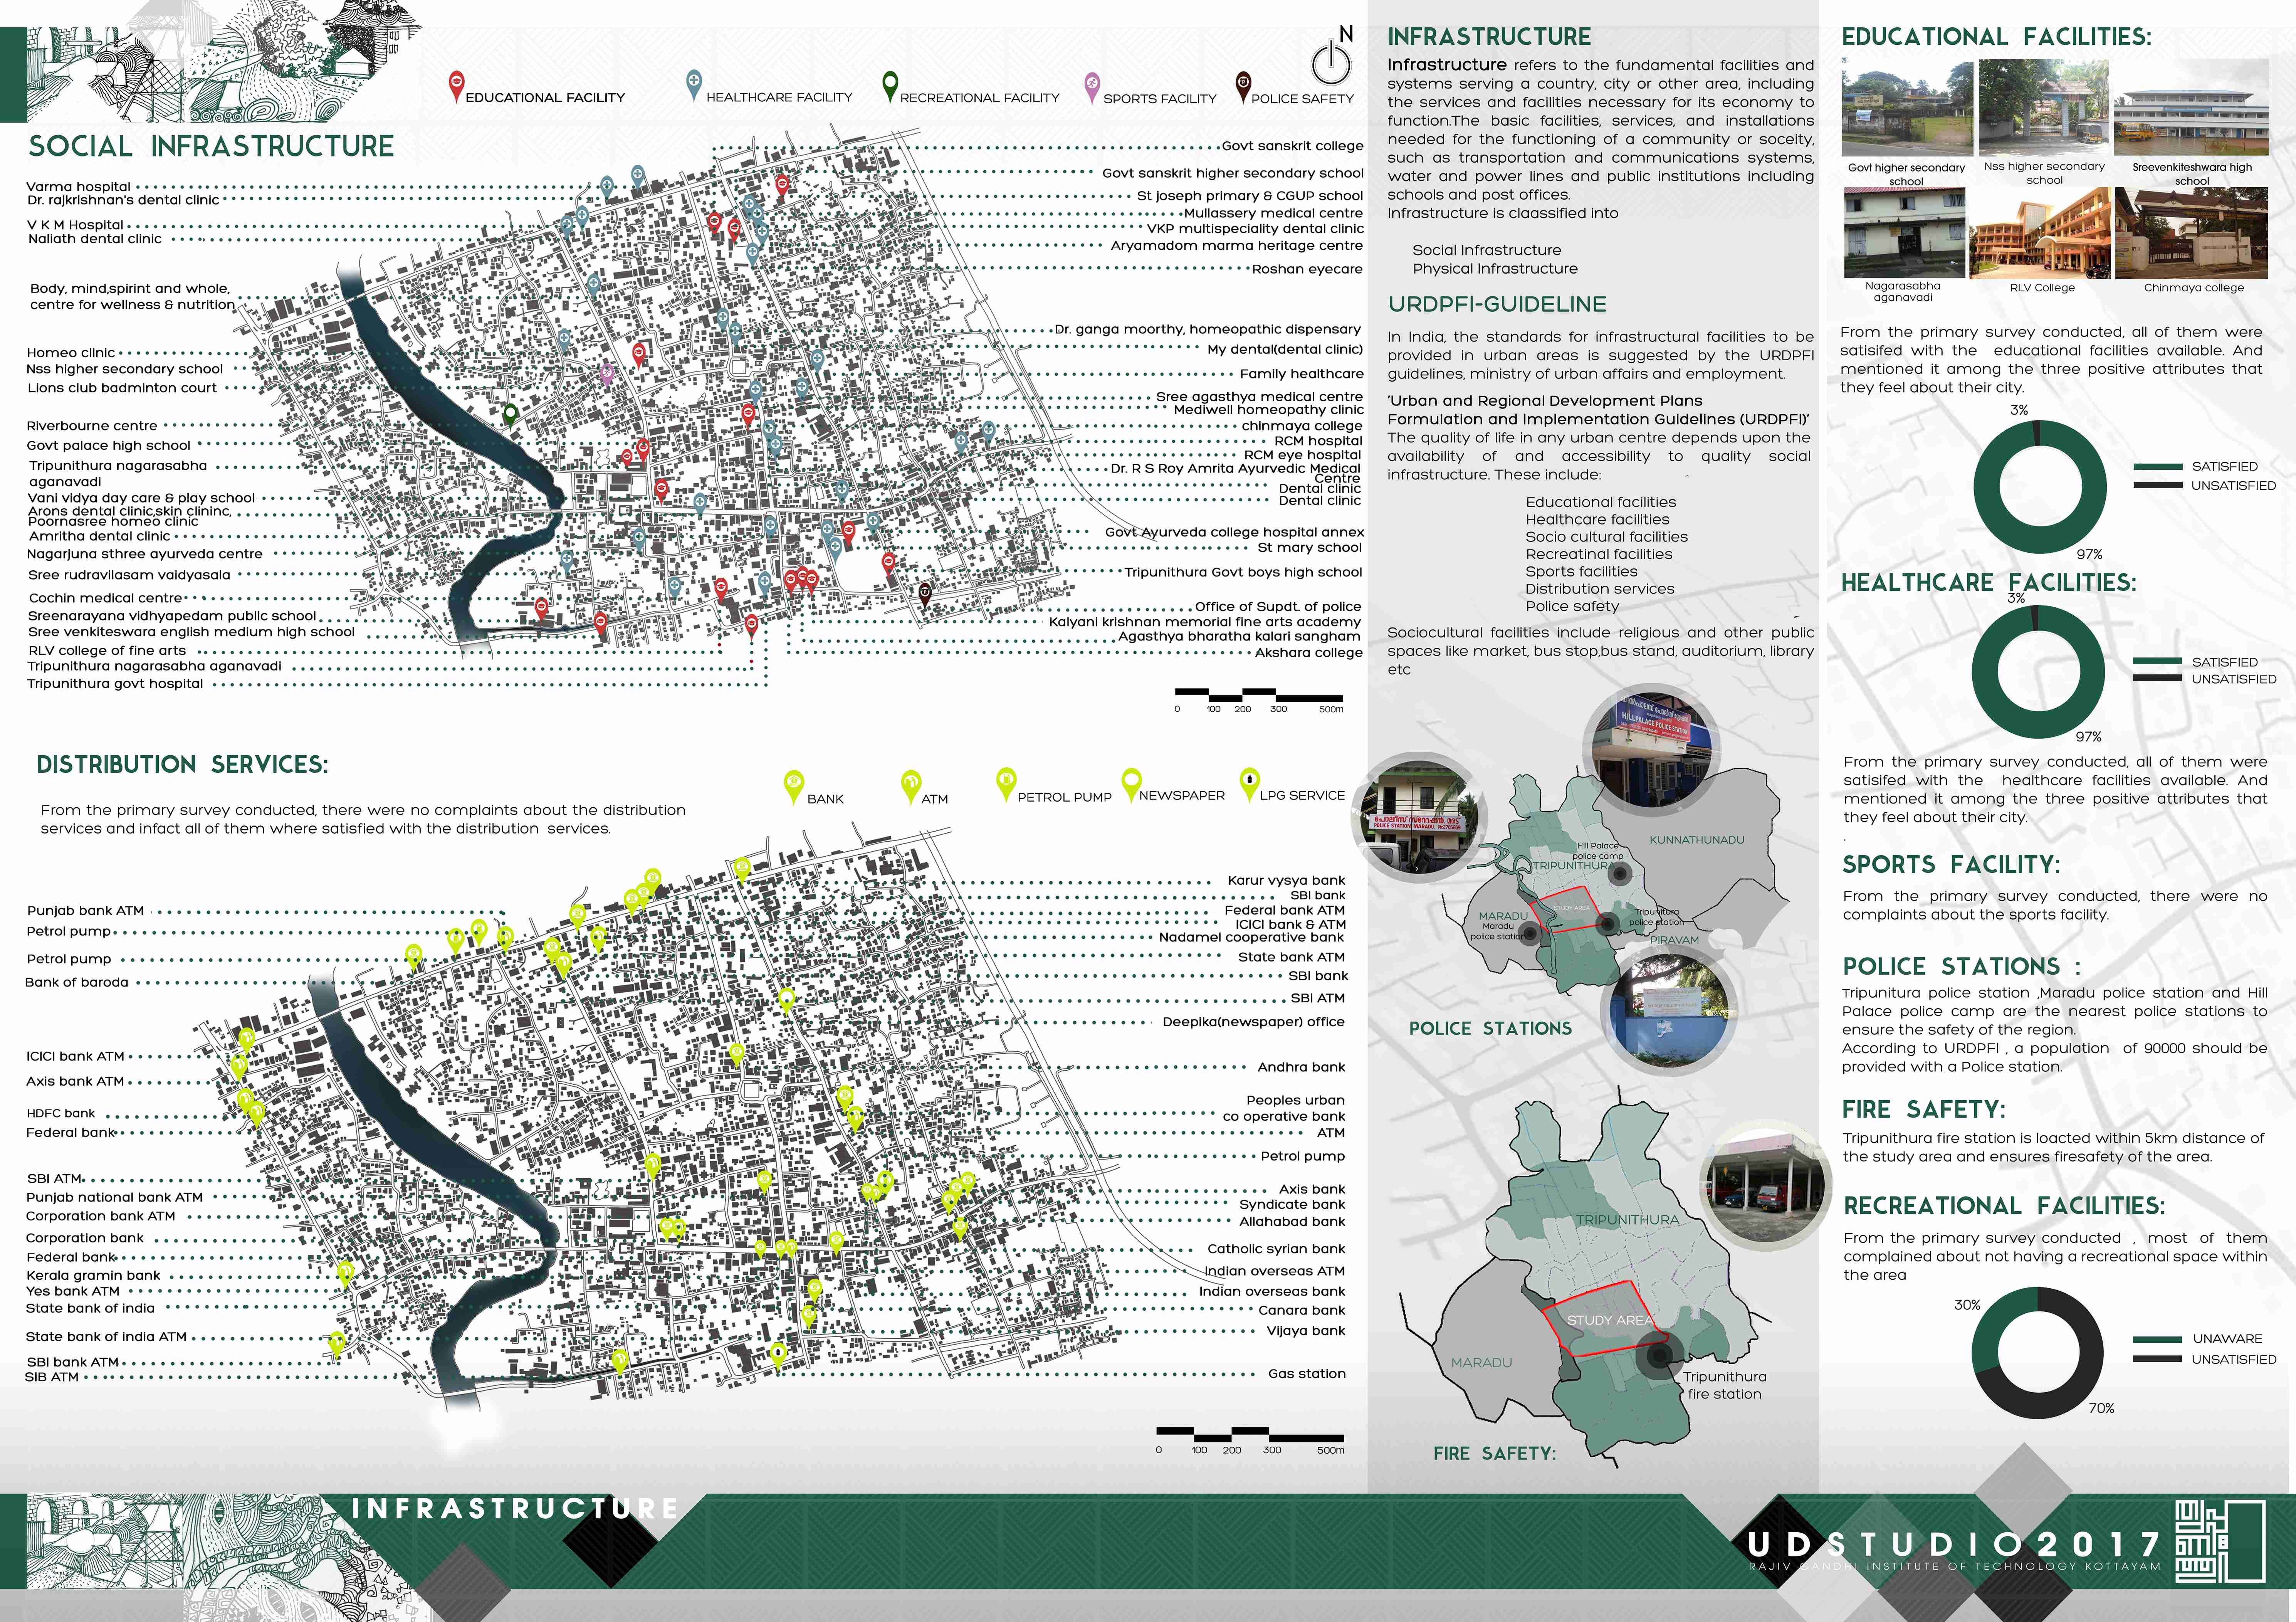 N
EDUCATIONAL FACILITY
HEALTHCARE FACILITY
RECREATIONAL FACILITY
SPORTS FACILITY
POLICE SAFETY
SOCIAL INFRASTRUCTURE
Varma hospital
Dr. rajkrishnan's dental clinic
V K M Hospital
Naliath dental clinic
Body, mind,spirint and whole,
centre for wellness & nutrition
Homeo clinic
Nss higher secondary school
Lions club badminton court
Riverbourne centre
Govt palace high school
Tripunithura nagarasabha
aganavadi
Vani vidya day care & play school
Arons dental clinic,skin clininc,
Poornasree homeo clinic
Amritha dental clinic
Nagarjuna sthree ayurveda centre
Sree rudravilasam vaidyasala
Cochin medical centre
Sreenarayana vidhyapedam public school
Sree venkiteswara english medium high school
RLV college of fine arts
Tripunithura nagarasabha aganavadi
Tripunithura govt hospital
Govt sanskrit college
Govt sanskrit higher secondary school
St joseph primary & CGUP school
Mullassery medical centre
VKP multispeciality dental clinic
Aryamadom marma heritage centre
Roshan eyecare
Dr. ganga moorthy, homeopathic dispensary
My dental(dental clinic)
Family healthcare
Sree agasthya medical centre
Mediwell homeopathy clinic
chinmaya college
RCM hospital
RCM eye hospital
Dr. R S Roy Amrita Ayurvedic Medical
Centre
Dental clinic
Dental clinic
Govt Ayurveda college hospital annex
St mary school
Tripunithura Govt boys high school
Office of Supdt. of police
Kalyani krishnan memorial fine arts academy
Agasthya bharatha kalari sangham
Akshara college
0 100 200 300 500m
DISTRIBUTION SERVICES:
From the primary survey conducted, there were no complaints about the distribution
services and infact all of them where satisfied with the distribution services.
BANK
ATM
PETROL PUMP
NEWSPAPER
LPG SERVICE
Punjab bank ATM
Petrol pump
Petrol pump
Bank of baroda
ICICI bank ATM
Axis bank ATM
HDFC bank
Federal bank
SBI ATM
Punjab national bank ATM
Corporation bank ATM
Corporation bank
Federal bank
Kerala gramin bank
Yes bank ATM
State bank of india
State bank of india ATM
SBI bank ATM
SIB ATM
Karur vysya bank
SBI bank
Federal bank ATM
ICICI bank & ATM
Nadamel cooperative bank
State bank ATM
SBI bank
SBI ATM
Deepika(newspaper) office
Andhra bank
Peoples urban
co operative bank
ATM
Petrol pump
Axis bank
Syndicate bank
Allahabad bank
Catholic syrian bank
Indian overseas ATM
Indian overseas bank
Canara bank
Vijaya bank
Gas station
0 100 200 300 500m
INFRASTRUCTURE
Infrastructure refers to the fundamental facilities and
systems serving a country, city or other area, including
the services and facilities necessary for its economy to
function.The basic facilities, services, and installations
needed for the functioning of a community or soceity,
such as transportation and communications systems,
water and power lines and public institutions including
schools and post offices.
Infrastructure is claassified into
Social Infrastructure
Physical Infrastructure
URDPFI-GUIDELINE
In India, the standards for infrastructural facilities to be
provided in urban areas is suggested by the URDPFI
guidelines, ministry of urban affairs and employment.
'Urban and Regional Development Plans
Formulation and Implementation Guidelines (URDPFI)'
The quality of life in any urban centre depends upon the
availability of and accessibility to quality social
infrastructure. These include:
Educational facilities
Healthcare facilities
Socio cultural facilities
Recreatinal facilities
Sports facilities
Distribution services
Police safety
Sociocultural facilities include religious and other public
spaces like market, bus stop,bus stand, auditorium, library
etc
HILLPALACE POLICE STATION
POLICE STATION, MARADU.
KUNNATHUNADU
Hill Palace
police camp
TRIPUNITHURA
STUDY AREA
MARADU
Maradu
police station
Tripunitura
police station
PIRAVAM
POLICE STATIONS
TRIPUNITHURA
STUDY AREA
MARADU
Tripunithura
fire station
FIRE SAFETY:
EDUCATIONAL FACILITIES:
Govt higher secondary
school
Nss higher secondary
school
Sreevenkiteshwara high
school
Nagarasabha
aganavadi
RLV College
Chinmaya college
From the primary survey conducted, all of them were
satisifed with the educational facilities available. And
mentioned it among the three positive attributes that
they feel about their city.
3%
SATISFIED
UNSATISFIED
97%
HEALTHCARE FACILITIES:
3%
SATISFIED
UNSATISFIED
97%
From the primary survey conducted, all of them were
satisifed with the healthcare facilities available. And
mentioned it among the three positive attributes that
they feel about their city.
.
SPORTS FACILITY:
From the primary survey conducted, there were no
complaints about the sports facility.
POLICE STATIONS :
Tripunitura police station ,Maradu police station and Hill
Palace police camp are the nearest police stations to
ensure the safety of the region.
According to URDPFI , a population of 90000 should be
provided with a Police station.
FIRE SAFETY:
Tripunithura fire station is loacted within 5km distance of
the study area and ensures firesafety of the area.
RECREATIONAL FACILITIES:
From the primary survey conducted , most of them
complained about not having a recreational space within
the area
30%
UNAWARE
UNSATISFIED
70%
INFRASTRUCTURE
UDSTUDIO2017
RAJIV GANDHI INSTITUTE OF TECHNOLOGY KOTTAYAM